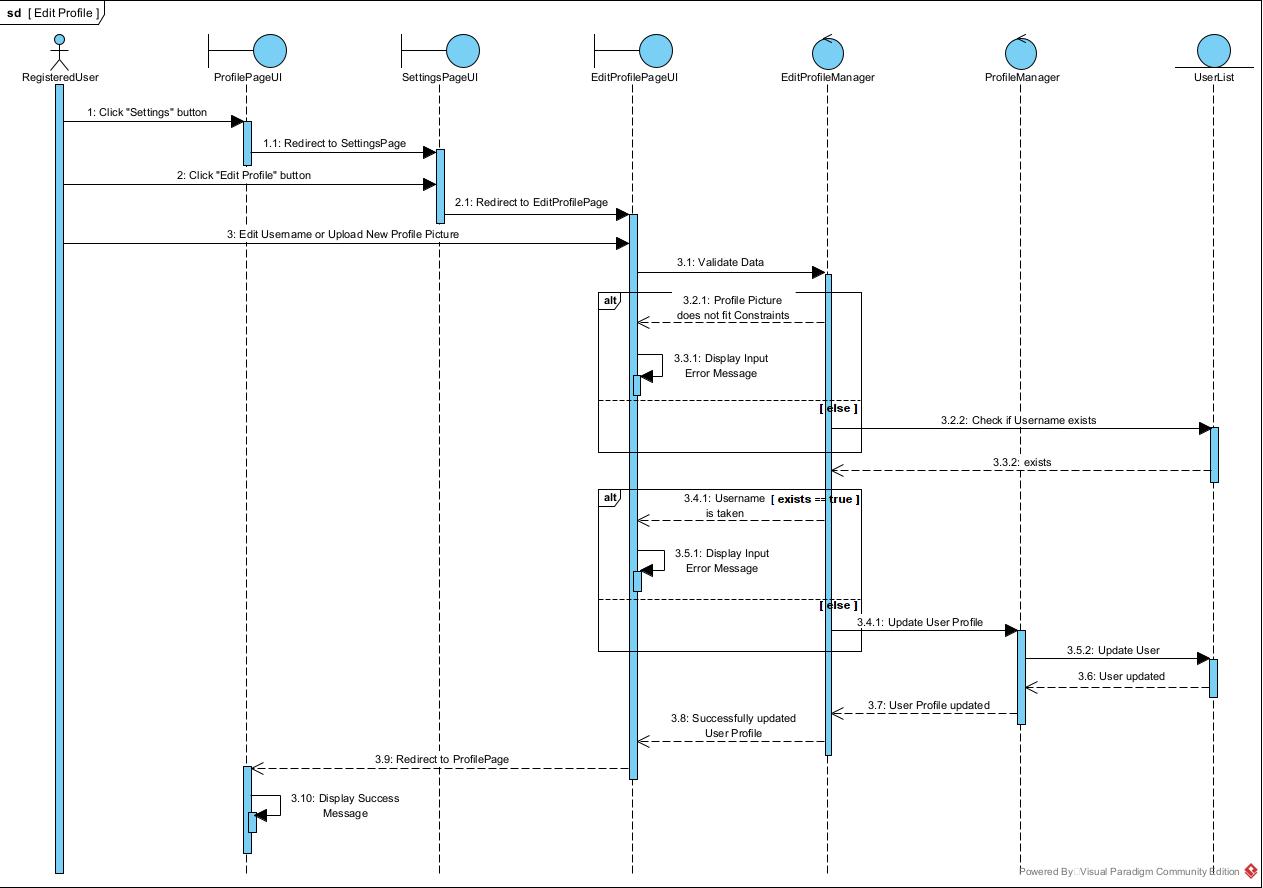 sd [ Edit Profile ]
RegisteredUser
ProfilePageUI
SettingsPageUI
EditProfilePageUI
EditProfileManager
ProfileManager
UserList
1: Click "Settings" button
1.1: Redirect to SettingsPage
2: Click "Edit Profile" button
2.1: Redirect to EditProfilePage
3: Edit Username or Upload New Profile Picture
3.1: Validate Data
alt
3.2.1: Profile Picture
does not fit Constraints
3.3.1: Display Input
Error Message
[ else ]
3.2.2: Check if Username exists
3.3.2: exists
alt
3.4.1: Username
is taken
[ exists == true ]
3.5.1: Display Input
Error Message
[ else ]
3.4.1: Update User Profile
3.5.2: Update User
3.6: User updated
3.7: User Profile updated
3.8: Successfully updated
User Profile
3.9: Redirect to ProfilePage
3.10: Display Success
Message
Powered By Visual Paradigm Community Edition